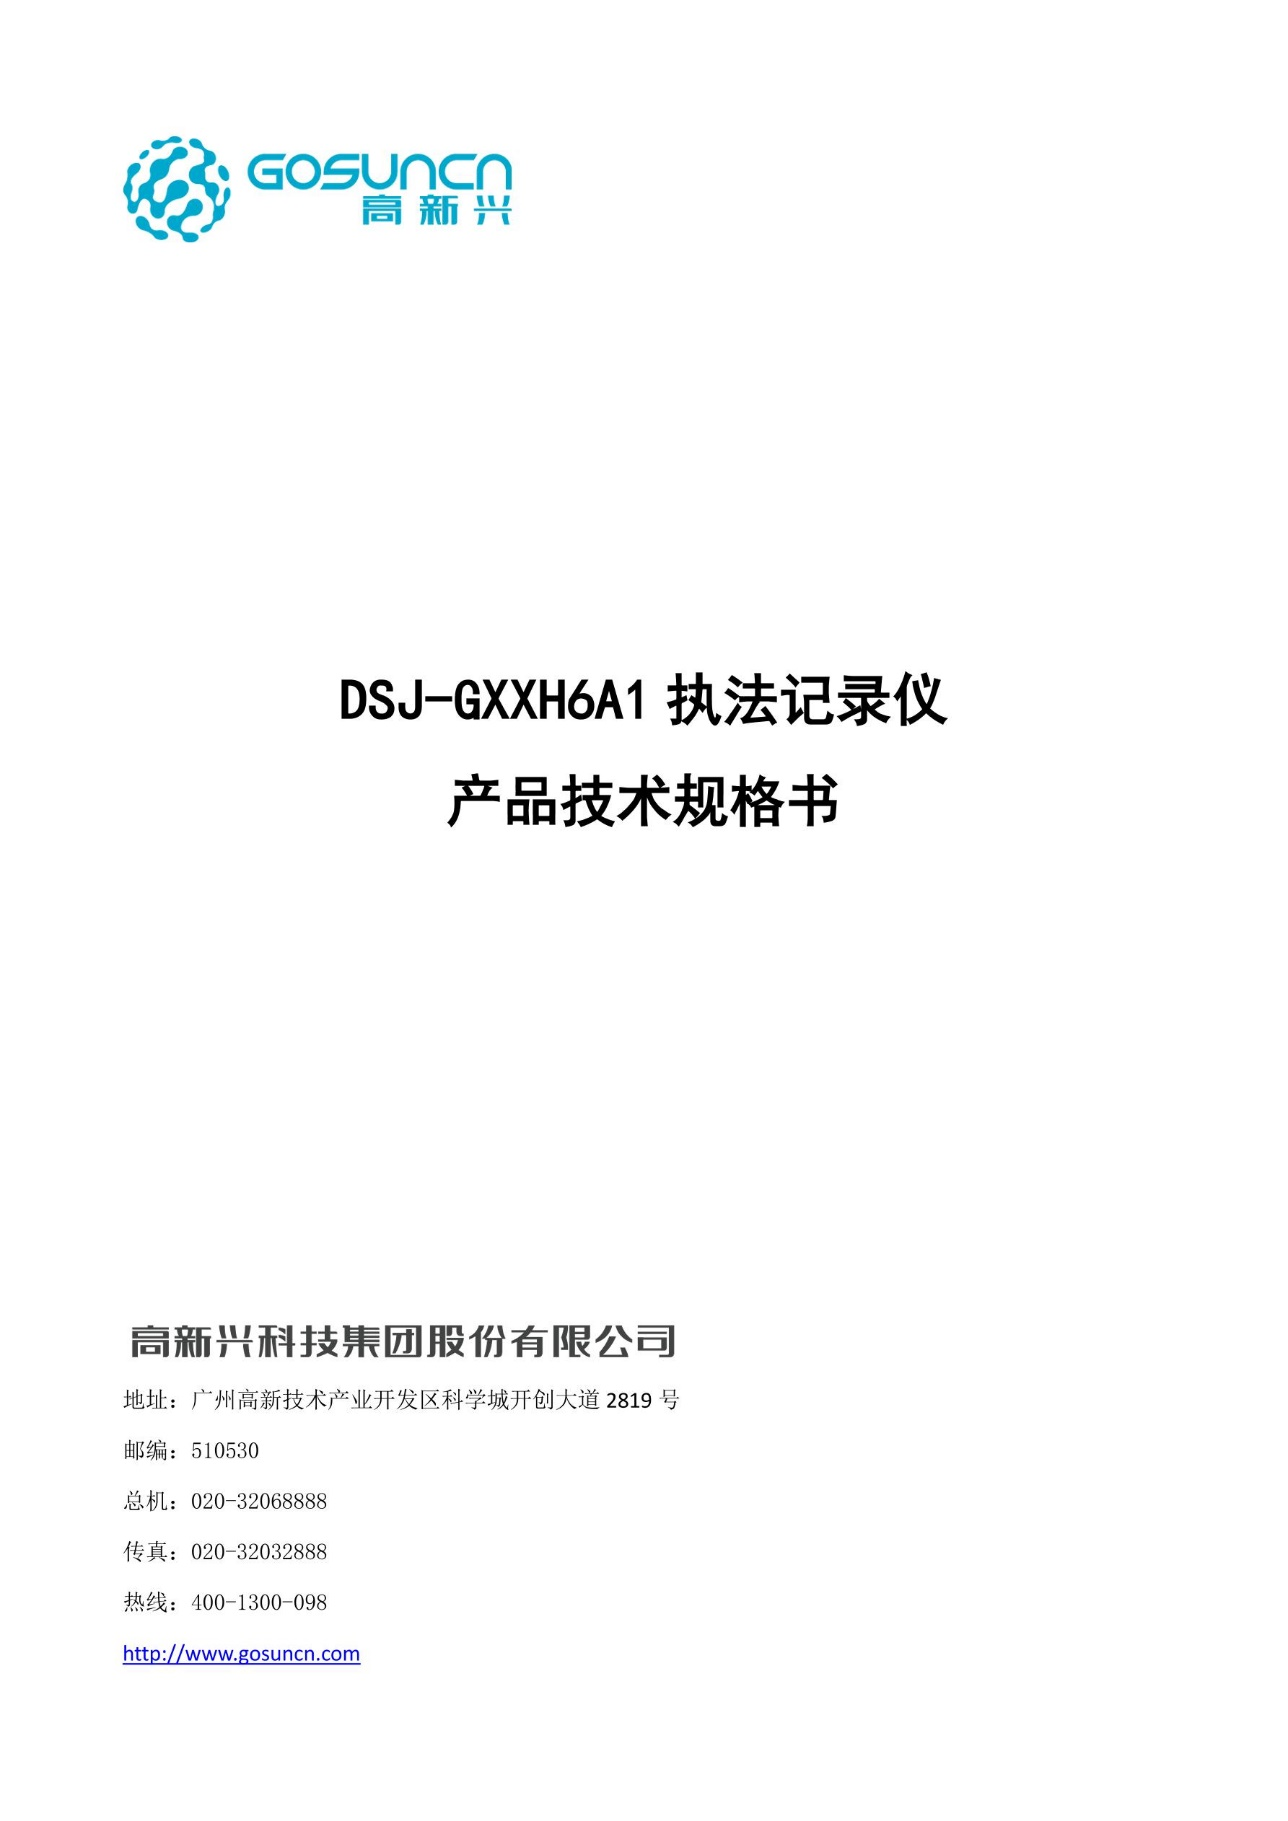 GOSUNCN
高新兴
DSJ-GXXH6A1 执法记录仪
产品技术规格书
高新兴科技集团股份有限公司
地址：广州高新技术产业开发区科学城开创大道 2819 号
邮编：510530
总机：020-32068888
传真：020-32032888
热线：400-1300-098
http://www.gosuncn.com